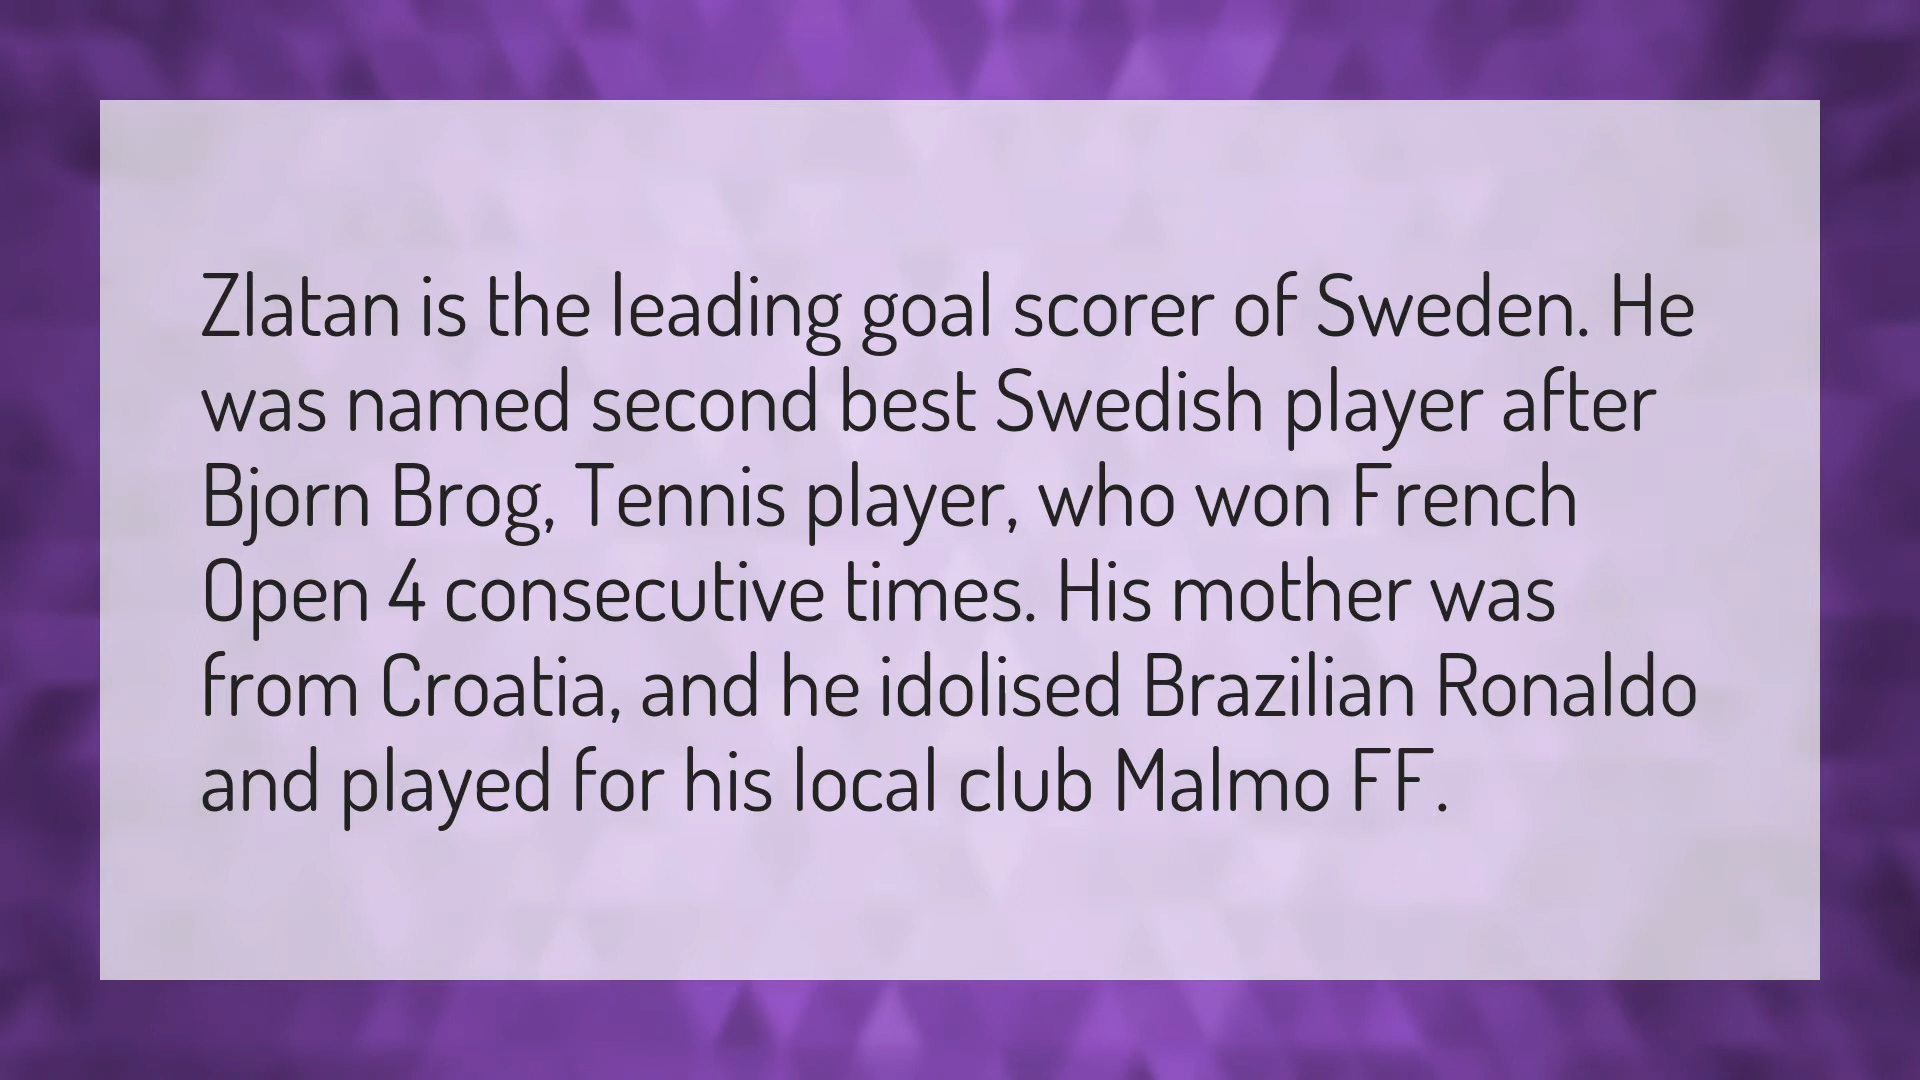 Zlatan is the leading goal scorer of Sweden. He
was named second best Swedish player after
Bjorn Brog, Tennis player, who won French
Open 4 consecutive times. His mother was
from Croatia, and he idolised Brazilian Ronaldo
and played for his local club Malmo FF.